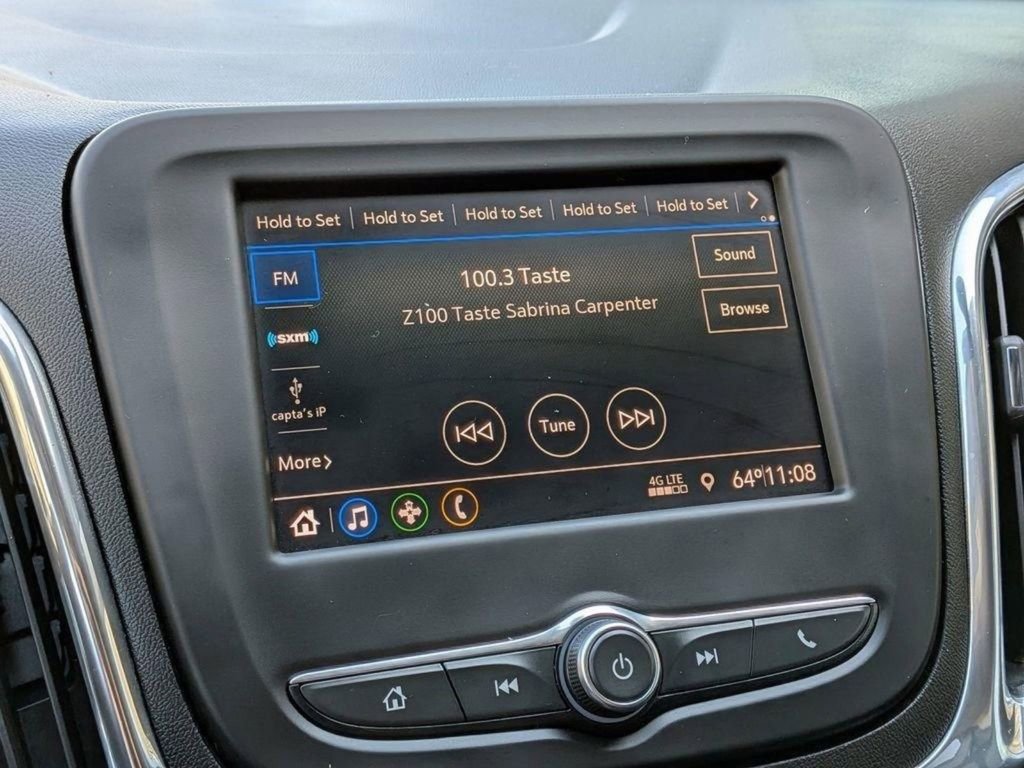 Hold to Set Hold to Set Hold to Set Hold to Set Hold to Set
FM
100.3 Taste
Sound
Z100 Taste Sabrina Carpenter
Browse
((sxm))
capta's iP
Tune
More
4G LTE
64° 11:08